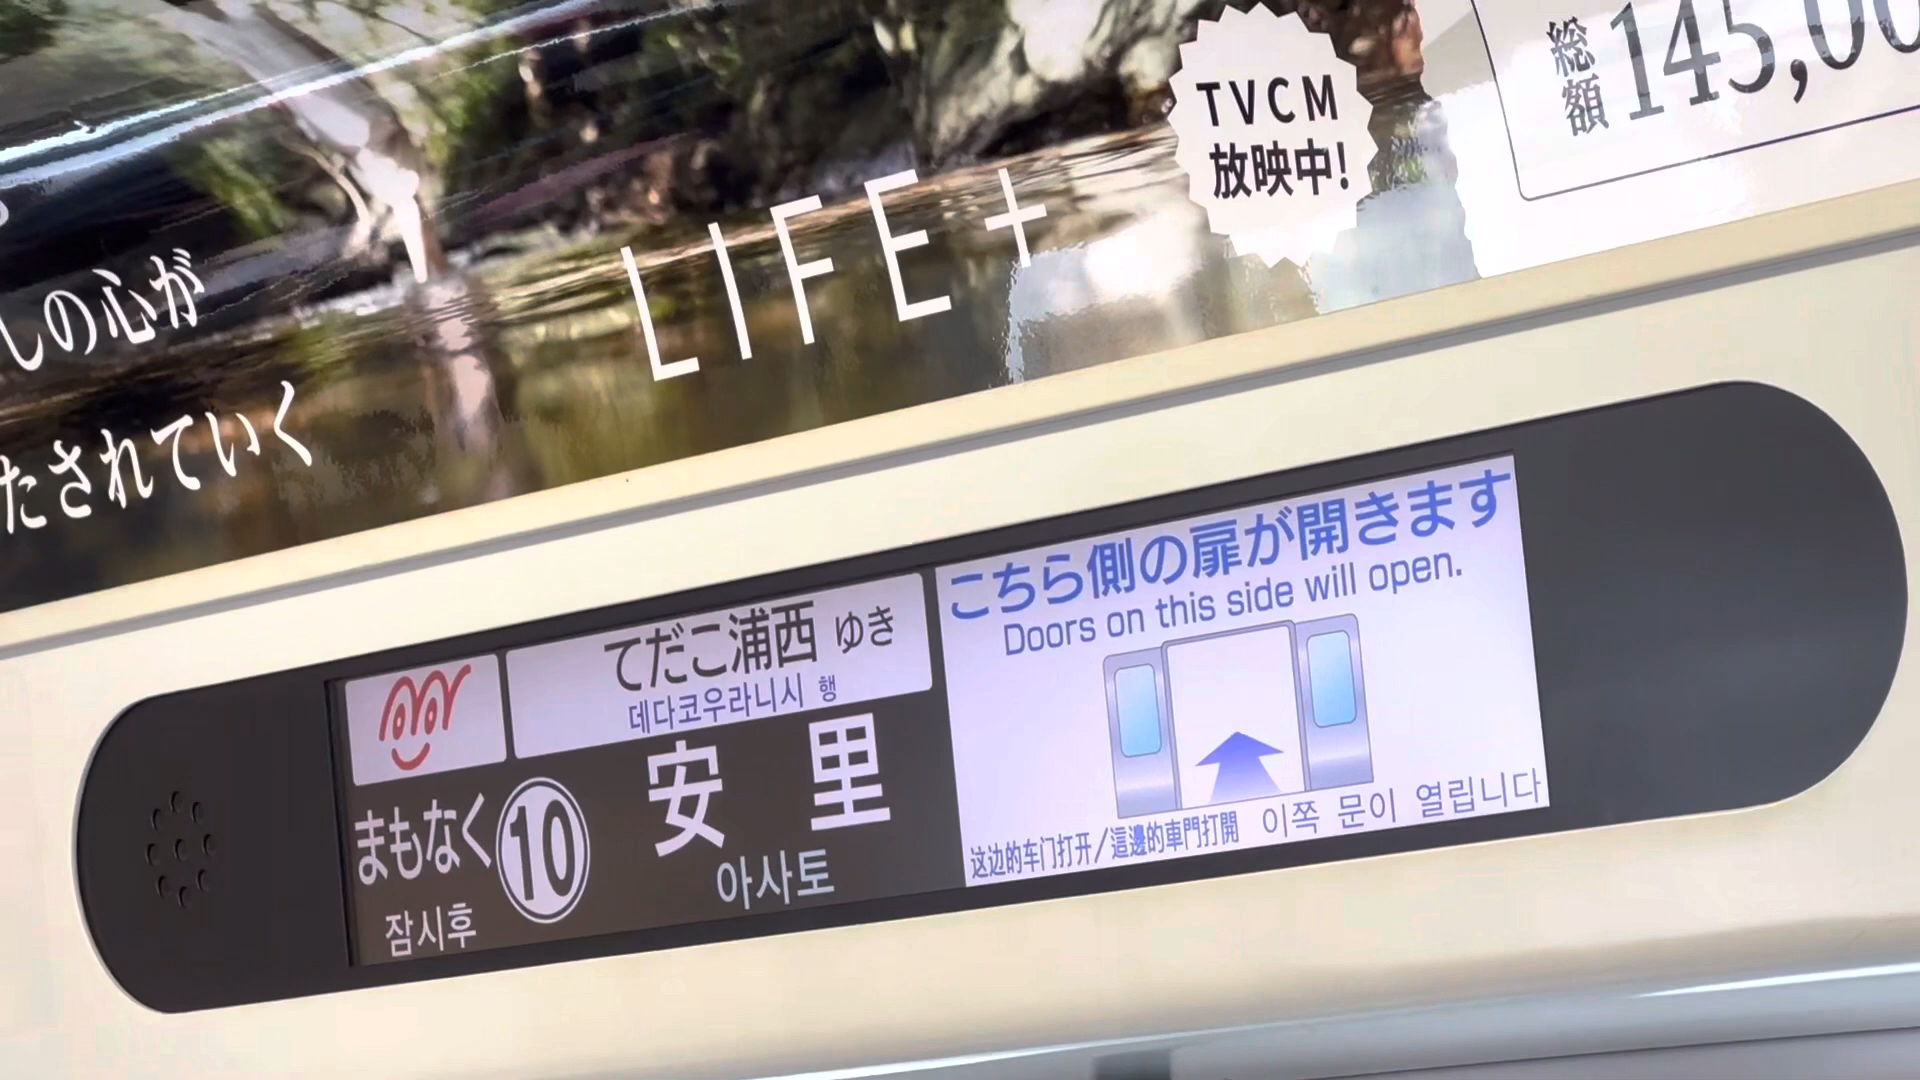 しの心が
たされていく
LIFE+
TVCM
放映中!
総額 145,00
てだこ浦西 ゆき
데다코우라니시 행
まもなく 10 安里
잠시후 아사토
こちら側の扉が開きます
Doors on this side will open.
这边的车门打开/這邊的車門打開 이쪽 문이 열립니다